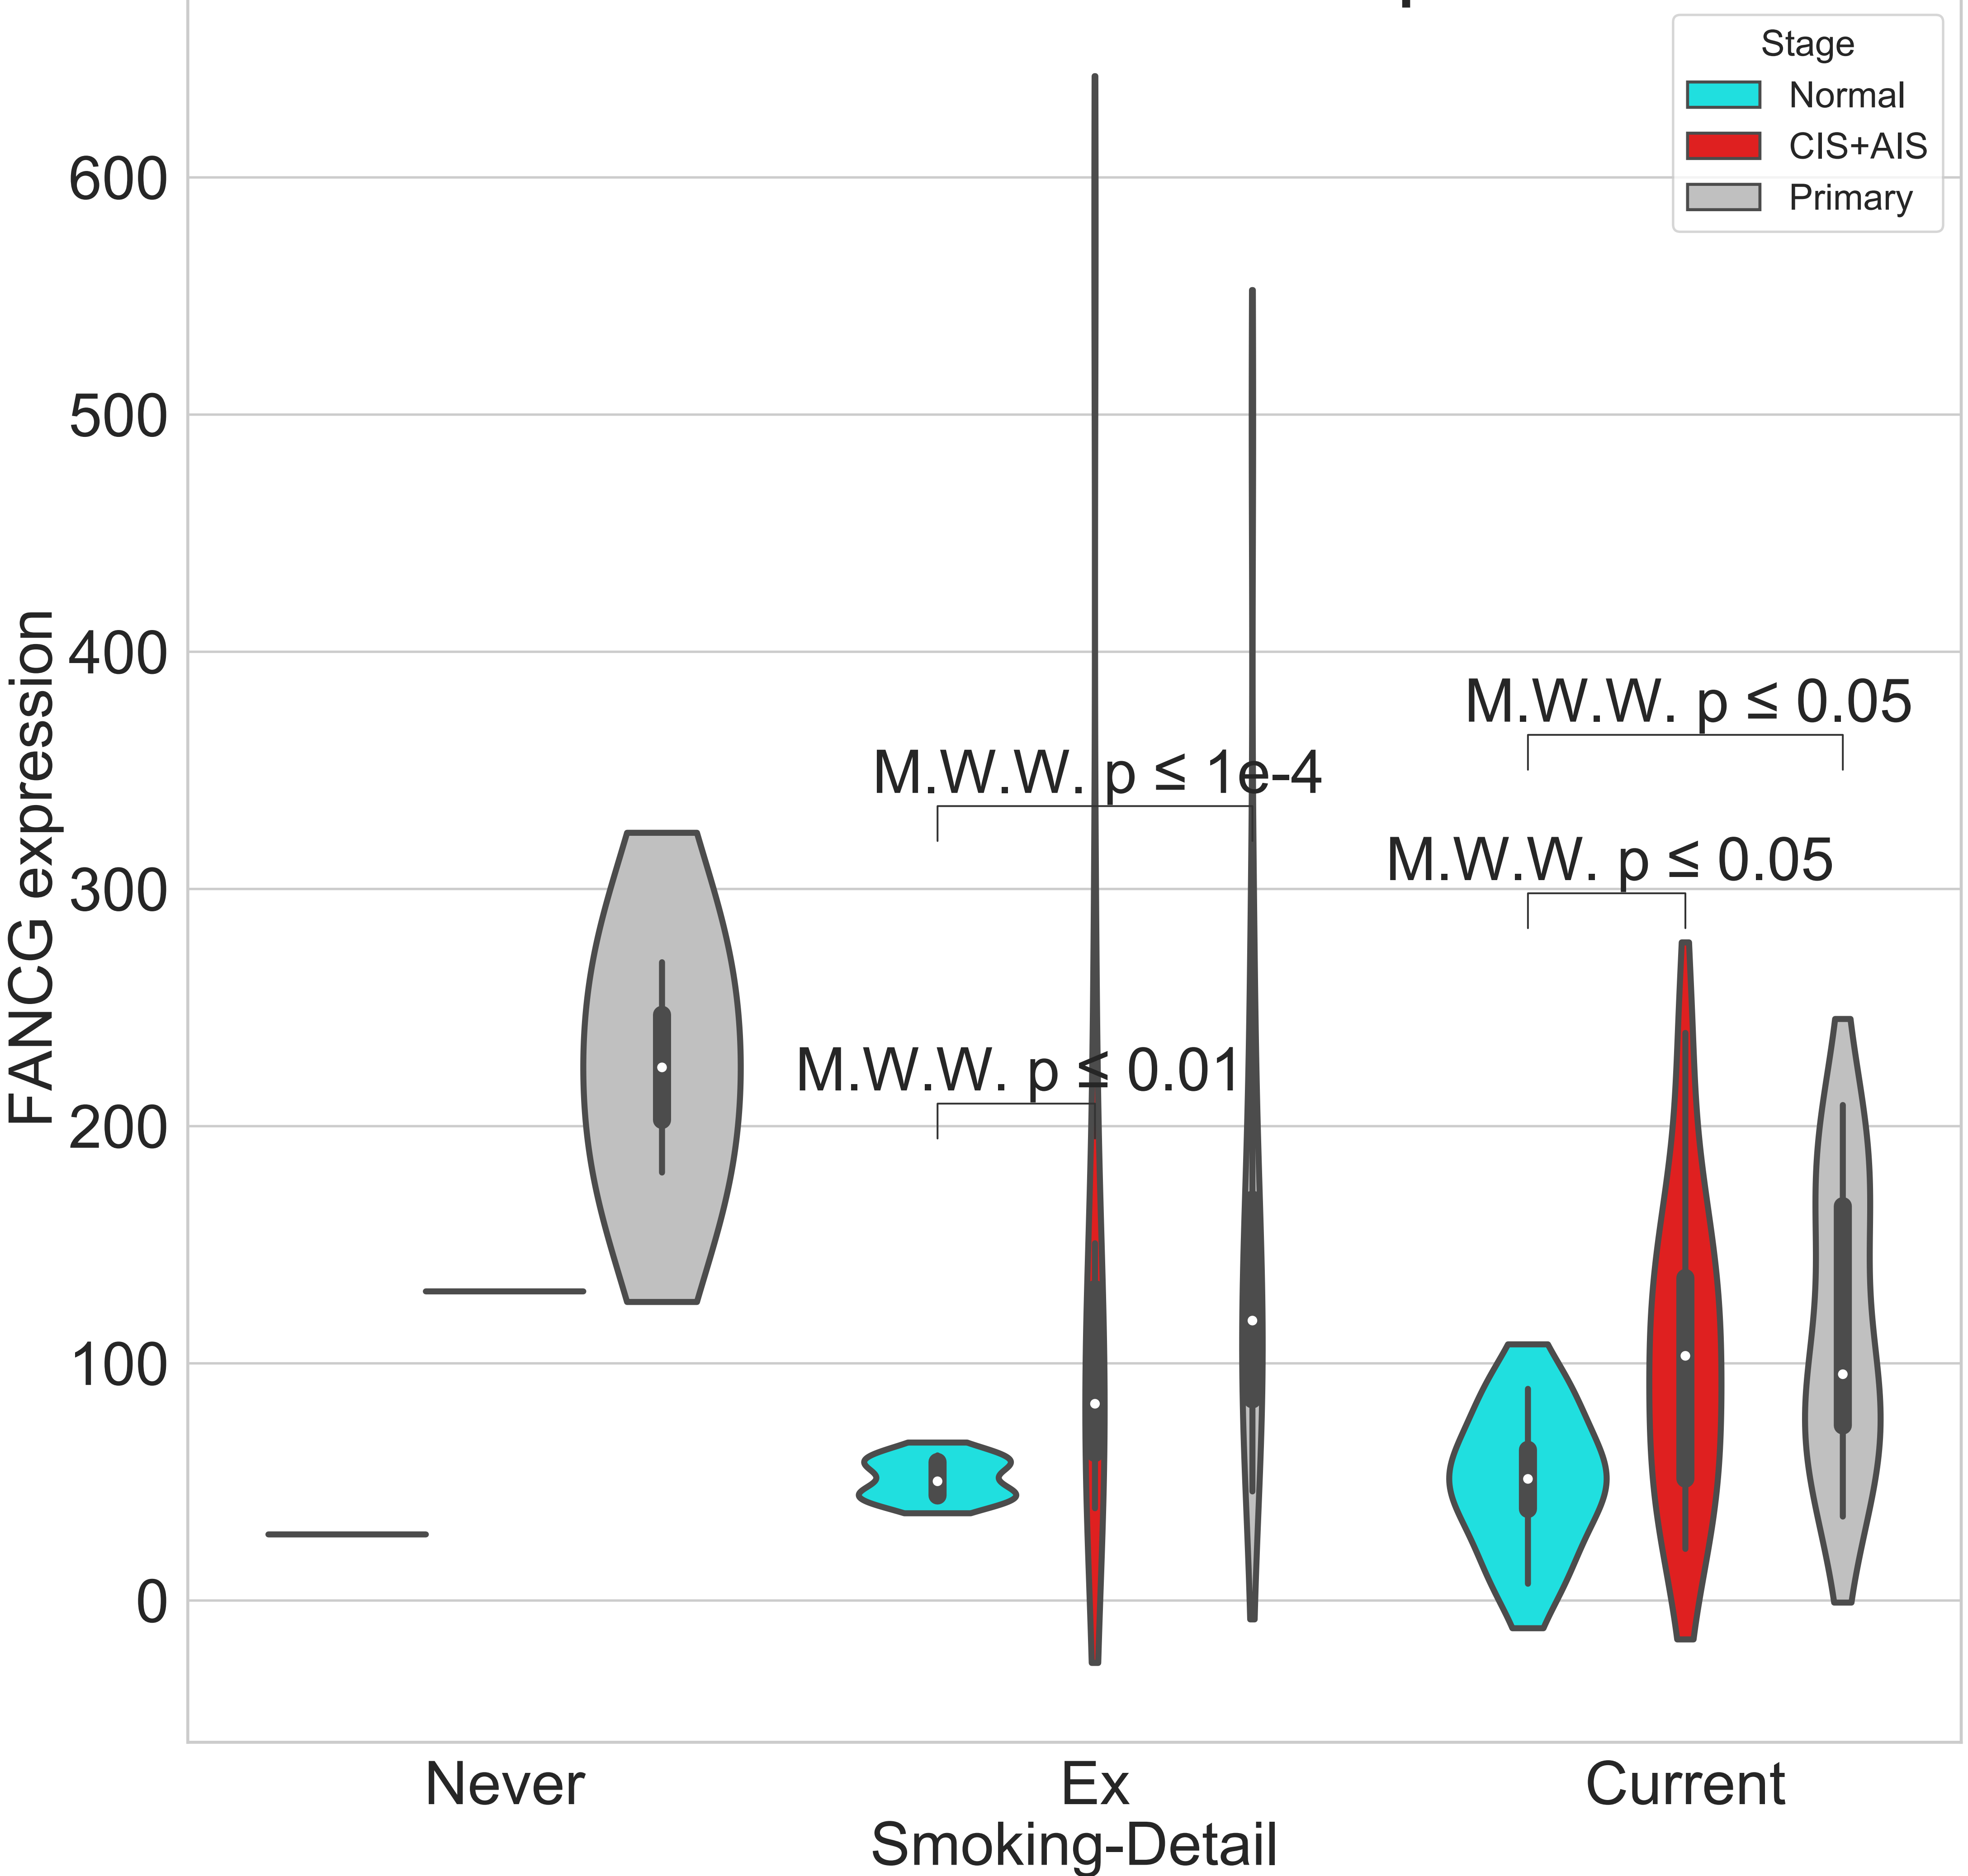 Stage
Normal
CIS+AIS
Primary
600
500
400
300
200
100
0
FANCG expression
M.W.W. p ≤ 0.05
M.W.W. p ≤ 1e-4
M.W.W. p ≤ 0.05
M.W.W. p ≤ 0.01
Never
Ex
Current
Smoking-Detail